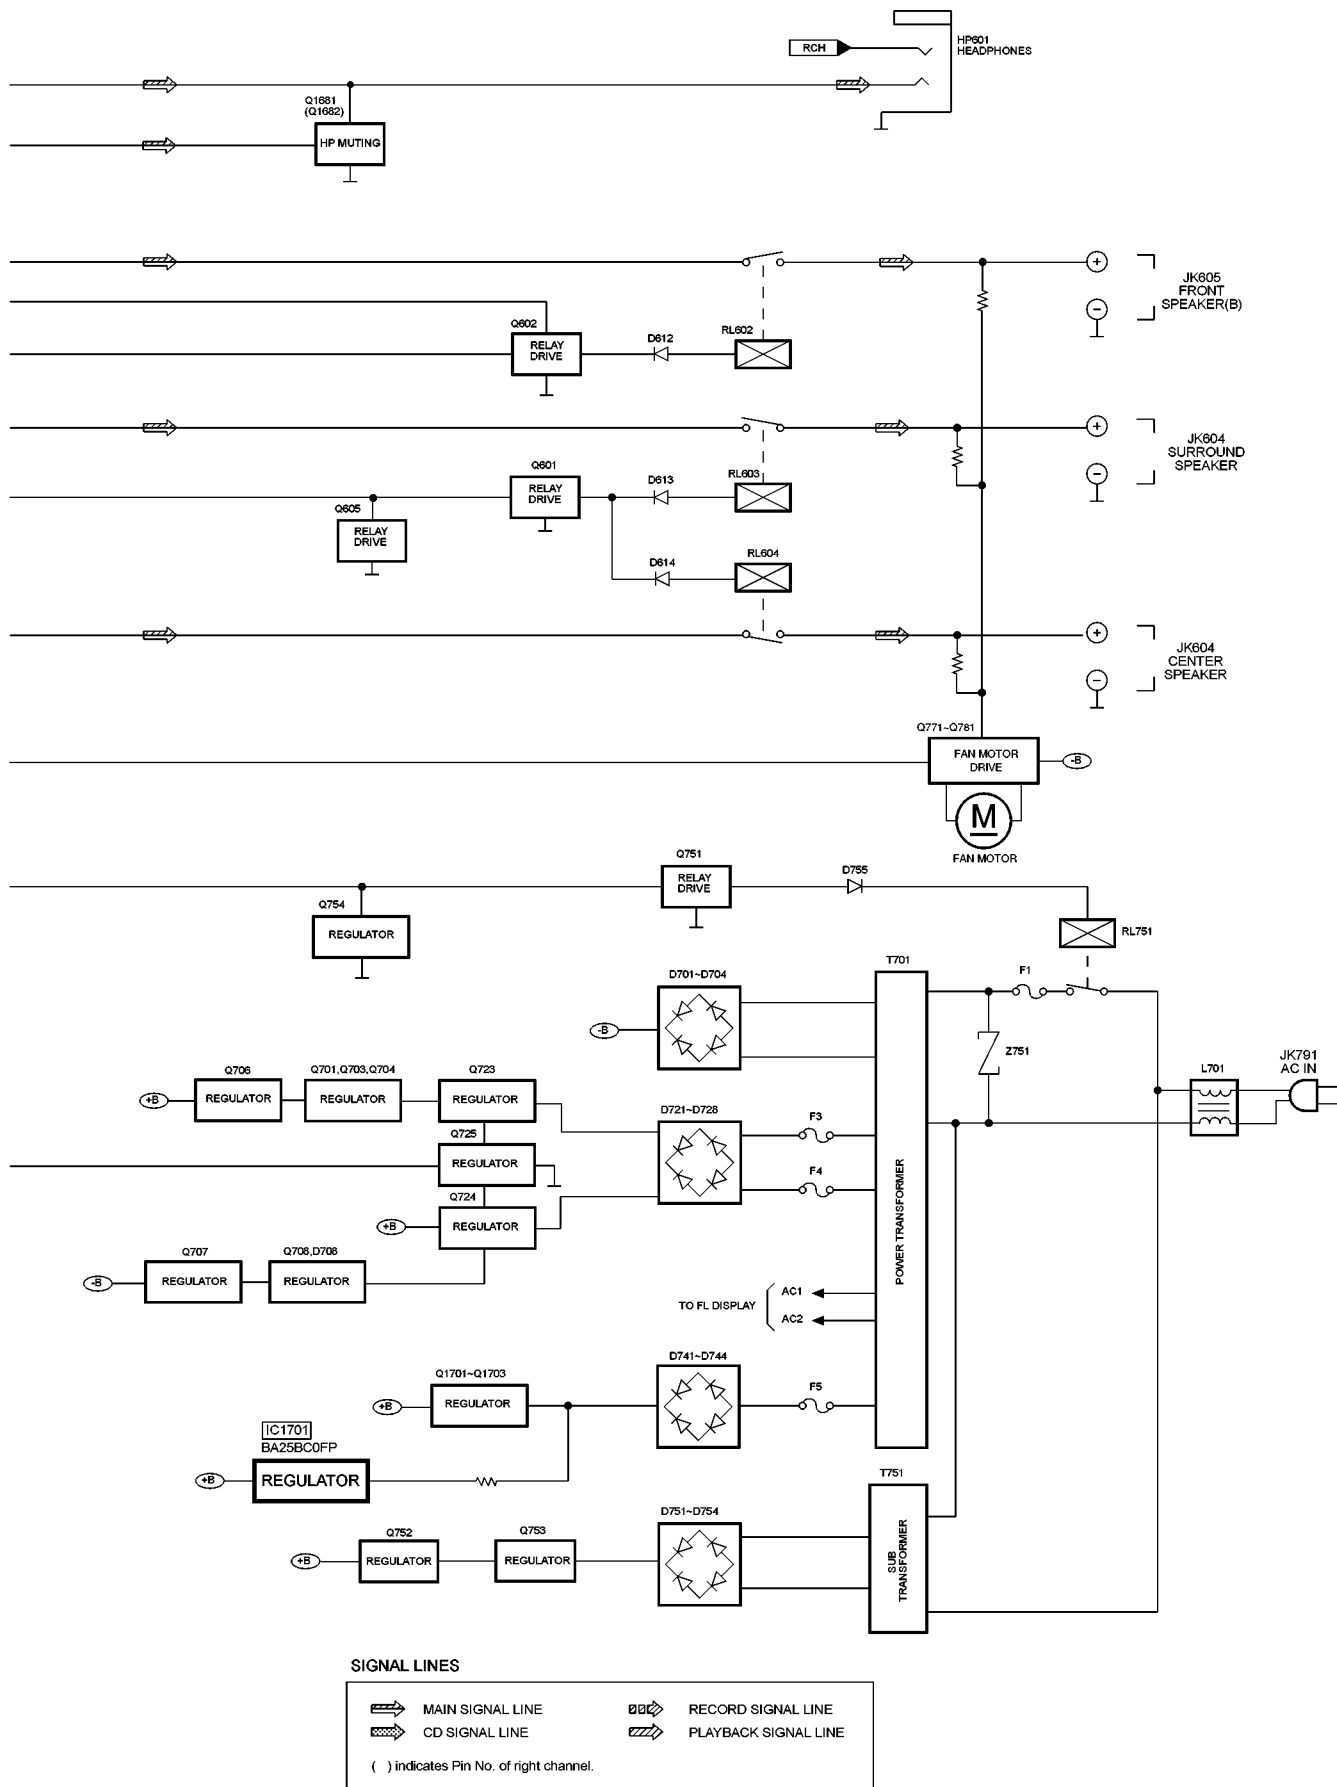 RCH
HP601
HEADPHONES
Q1681
(Q1682)
HP MUTING
JK605
FRONT
SPEAKER(B)
Q602
RELAY
DRIVE
D612
RL602
+
−
JK604
SURROUND
SPEAKER
Q601
RELAY
DRIVE
D613
RL603
+
−
Q605
RELAY
DRIVE
D614
RL604
JK604
CENTER
SPEAKER
+
−
Q771~Q781
FAN MOTOR
DRIVE
-B
M
FAN MOTOR
Q751
RELAY
DRIVE
D755
Q754
REGULATOR
RL751
T701
F1
D701~D704
-B
Z751
JK791
AC IN
L701
Q706
REGULATOR
Q701,Q703,Q704
REGULATOR
Q723
REGULATOR
+B
D721~D728
F3
Q725
REGULATOR
F4
Q724
REGULATOR
+B
POWER TRANSFORMER
Q707
REGULATOR
Q708,D708
REGULATOR
-B
TO FL DISPLAY
AC1
AC2
D741~D744
Q1701~Q1703
REGULATOR
+B
F5
IC1701
BA25BC0FP
REGULATOR
+B
T751
D751~D754
Q752
REGULATOR
Q753
REGULATOR
+B
SUB
TRANSFORMER
SIGNAL LINES
MAIN SIGNAL LINE
RECORD SIGNAL LINE
CD SIGNAL LINE
PLAYBACK SIGNAL LINE
( ) indicates Pin No. of right channel.